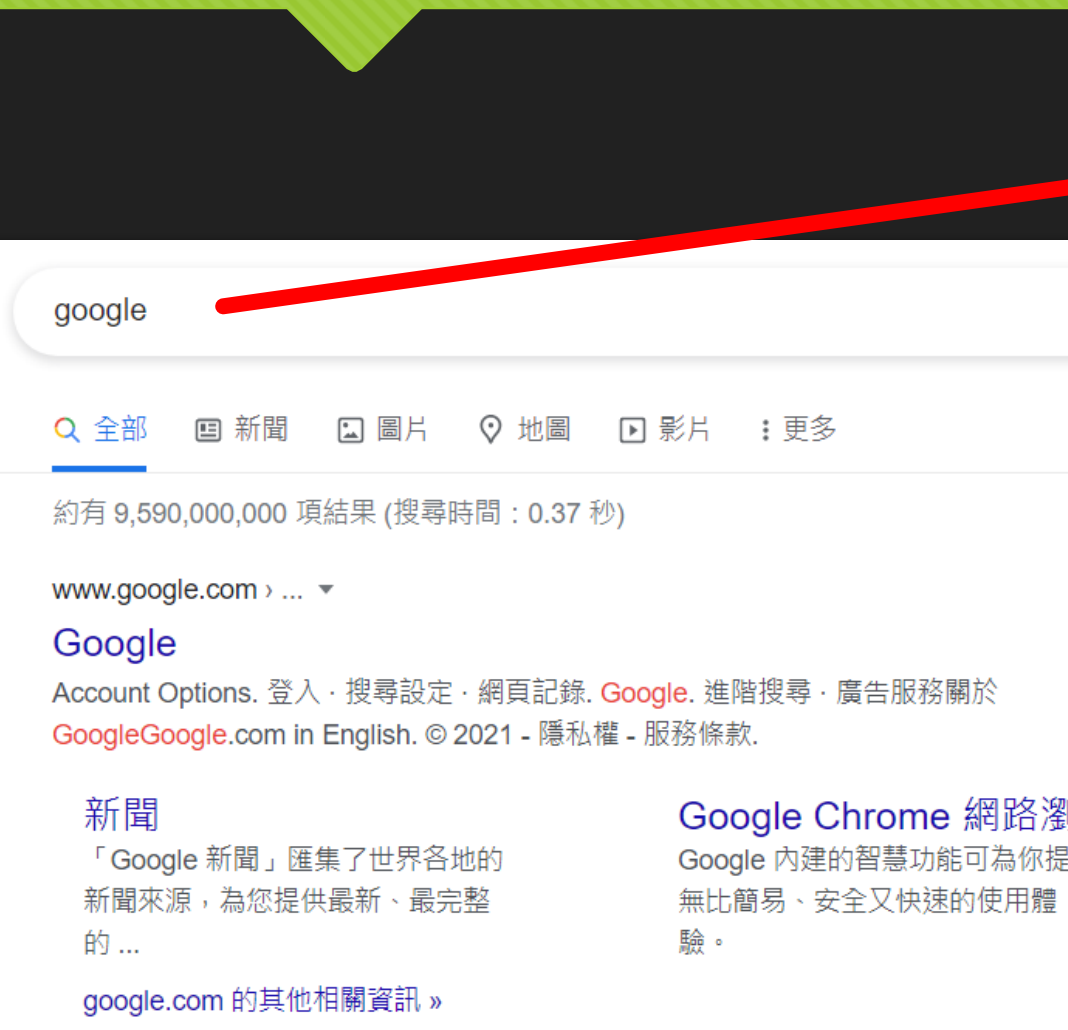 google
全部 新聞 圖片 地圖 影片 更多
約有 9,590,000,000 項結果 (搜尋時間：0.37 秒)
www.google.com › ...
Google
Account Options. 登入 · 搜尋設定 · 網頁記錄. Google. 進階搜尋 · 廣告服務關於
GoogleGoogle.com in English. © 2021 - 隱私權 - 服務條款.
新聞
「Google 新聞」匯集了世界各地的
新聞來源，為您提供最新、最完整
的 ...
google.com 的其他相關資訊 »
Google Chrome 網路瀏
Google 內建的智慧功能可為你提
無比簡易、安全又快速的使用體
驗。